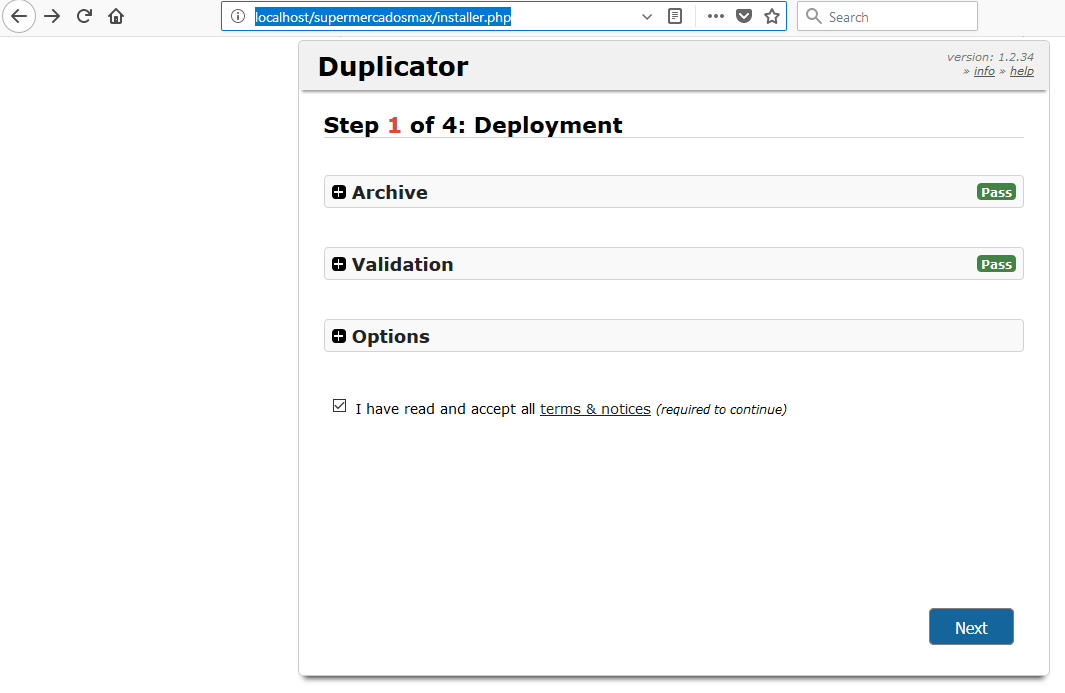 localhost/supermercadosmax/installer.php
Search
Duplicator
version: 1.2.34
» info » help
Step 1 of 4: Deployment
Archive Pass
Validation Pass
Options
I have read and accept all terms & notices (required to continue)
Next